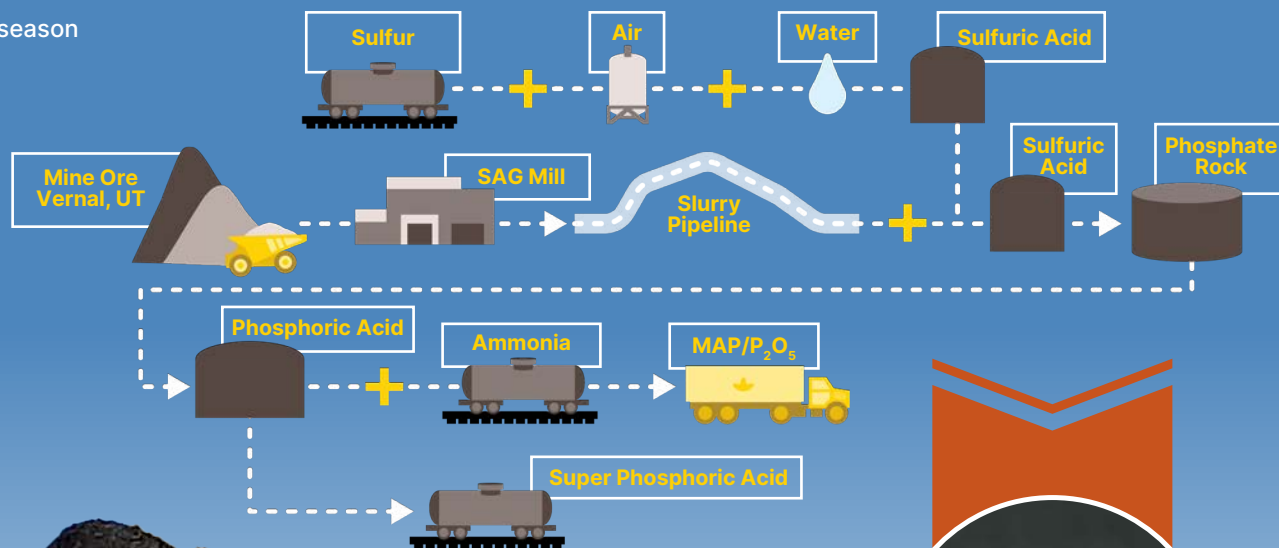 season
Sulfur
Air
Water
Sulfuric Acid
Mine Ore
Vernal, UT
SAG Mill
Slurry
Pipeline
Sulfuric
Acid
Phosphate
Rock
Phosphoric Acid
Ammonia
MAP/P₂O₅
Super Phosphoric Acid